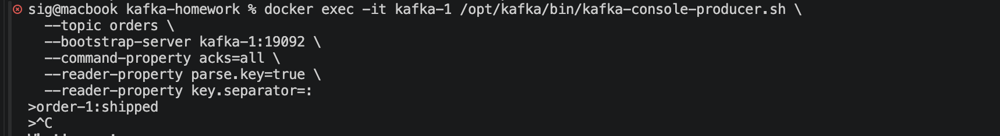 sig@macbook kafka-homework % docker exec -it kafka-1 /opt/kafka/bin/kafka-console-producer.sh \
--topic orders \
--bootstrap-server kafka-1:19092 \
--command-property acks=all \
--reader-property parse.key=true \
--reader-property key.separator=:
>order-1:shipped
>^C